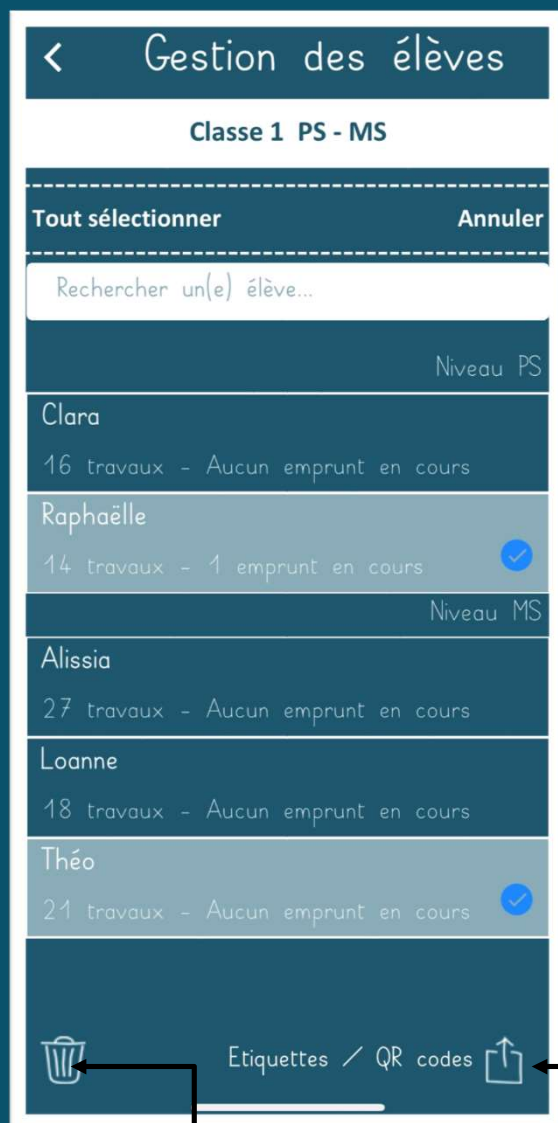 Gestion des élèves
Classe 1 PS - MS
Tout sélectionner Annuler
Rechercher un(e) élève...
Niveau PS
Clara
16 travaux - Aucun emprunt en cours
Raphaëlle
14 travaux - 1 emprunt en cours
Niveau MS
Alissia
27 travaux - Aucun emprunt en cours
Loanne
18 travaux - Aucun emprunt en cours
Théo
21 travaux - Aucun emprunt en cours
Etiquettes / QR codes